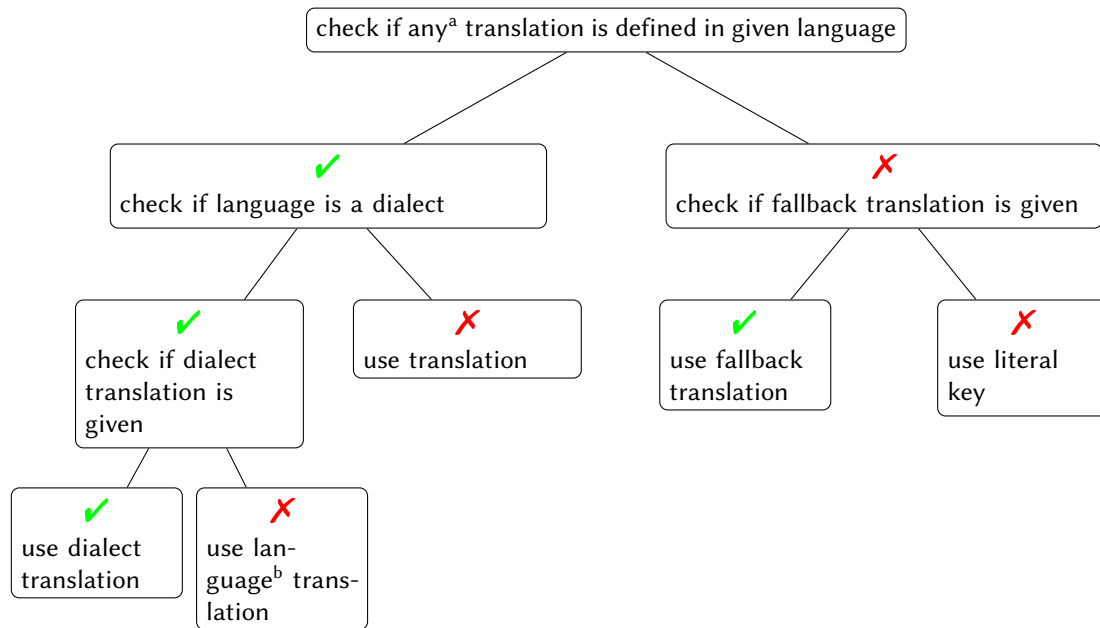 check if anyᵃ translation is defined in given language
✔
check if language is a dialect
✗
check if fallback translation is given
✔
check if dialect
translation is
given
✗
use translation
✔
use fallback
translation
✗
use literal
key
✔
use dialect
translation
✗
use lan-
guageᵇ trans-
lation